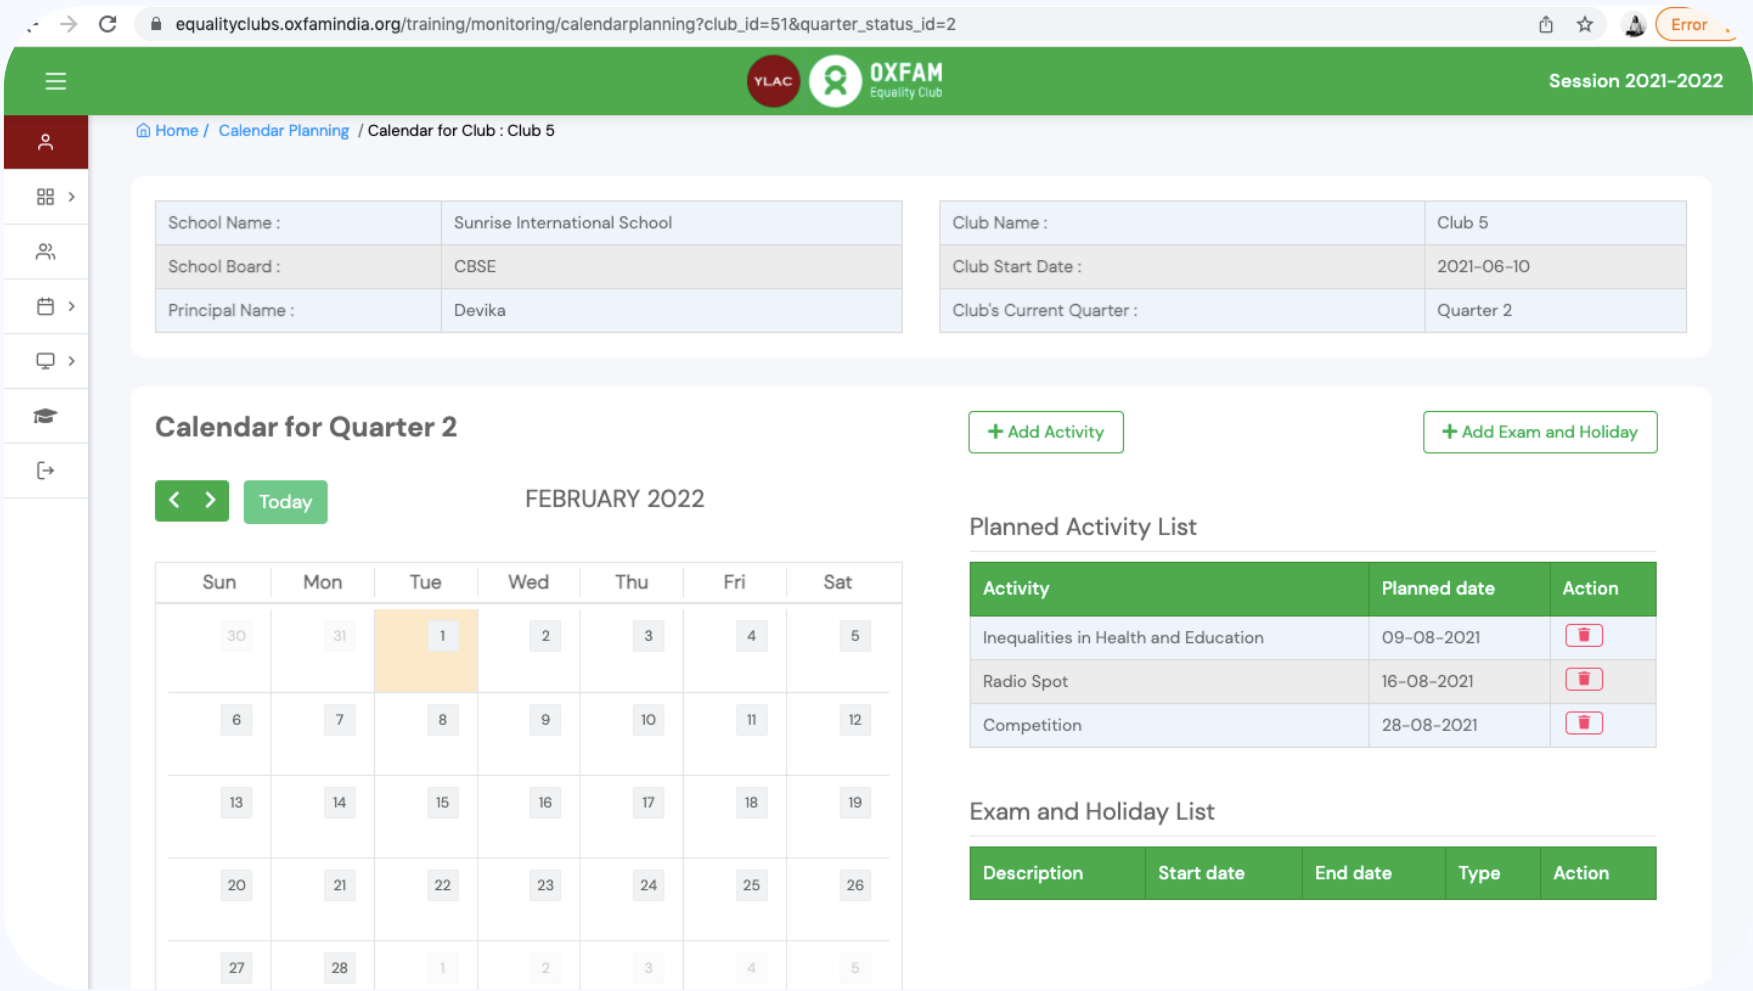 equalityclubs.oxfamindia.org/training/monitoring/calendarplanning?club_id=51&quarter_status_id=2
Error
YLAC
OXFAM
Equality Club
Session 2021-2022
Home / Calendar Planning / Calendar for Club : Club 5
School Name : Sunrise International School
School Board : CBSE
Principal Name : Devika
Club Name : Club 5
Club Start Date : 2021-06-10
Club's Current Quarter : Quarter 2
Calendar for Quarter 2
+ Add Activity
+ Add Exam and Holiday
Today
FEBRUARY 2022
Sun Mon Tue Wed Thu Fri Sat
30 31 1 2 3 4 5
6 7 8 9 10 11 12
13 14 15 16 17 18 19
20 21 22 23 24 25 26
27 28 1 2 3 4 5
Planned Activity List
Activity Planned date Action
Inequalities in Health and Education 09-08-2021
Radio Spot 16-08-2021
Competition 28-08-2021
Exam and Holiday List
Description Start date End date Type Action